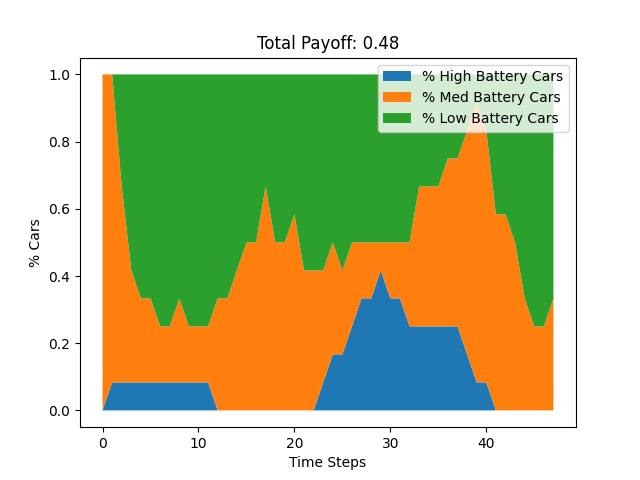 Total Payoff: 0.48
% High Battery Cars
% Med Battery Cars
% Low Battery Cars
% Cars
1.0
0.8
0.6
0.4
0.2
0.0
0 10 20 30 40
Time Steps